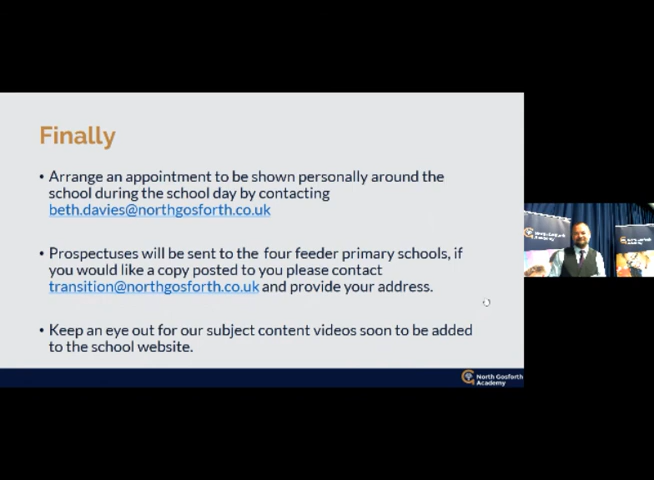 Finally
• Arrange an appointment to be shown personally around the
school during the school day by contacting
beth.davies@northgosforth.co.uk
• Prospectuses will be sent to the four feeder primary schools, if
you would like a copy posted to you please contact
transition@northgosforth.co.uk and provide your address.
• Keep an eye out for our subject content videos soon to be added
to the school website.
North Gosforth
Academy